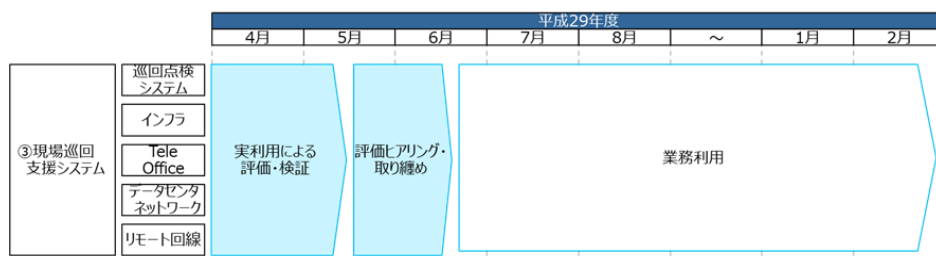 平成29年度
4月 5月 6月 7月 8月 ～ 1月 2月
③現場巡回
支援システム
巡回点検
システム
インフラ
Tele
Office
データセンタ
ネットワーク
リモート回線
実利用による
評価・検証
評価ヒアリング・
取り纏め
業務利用